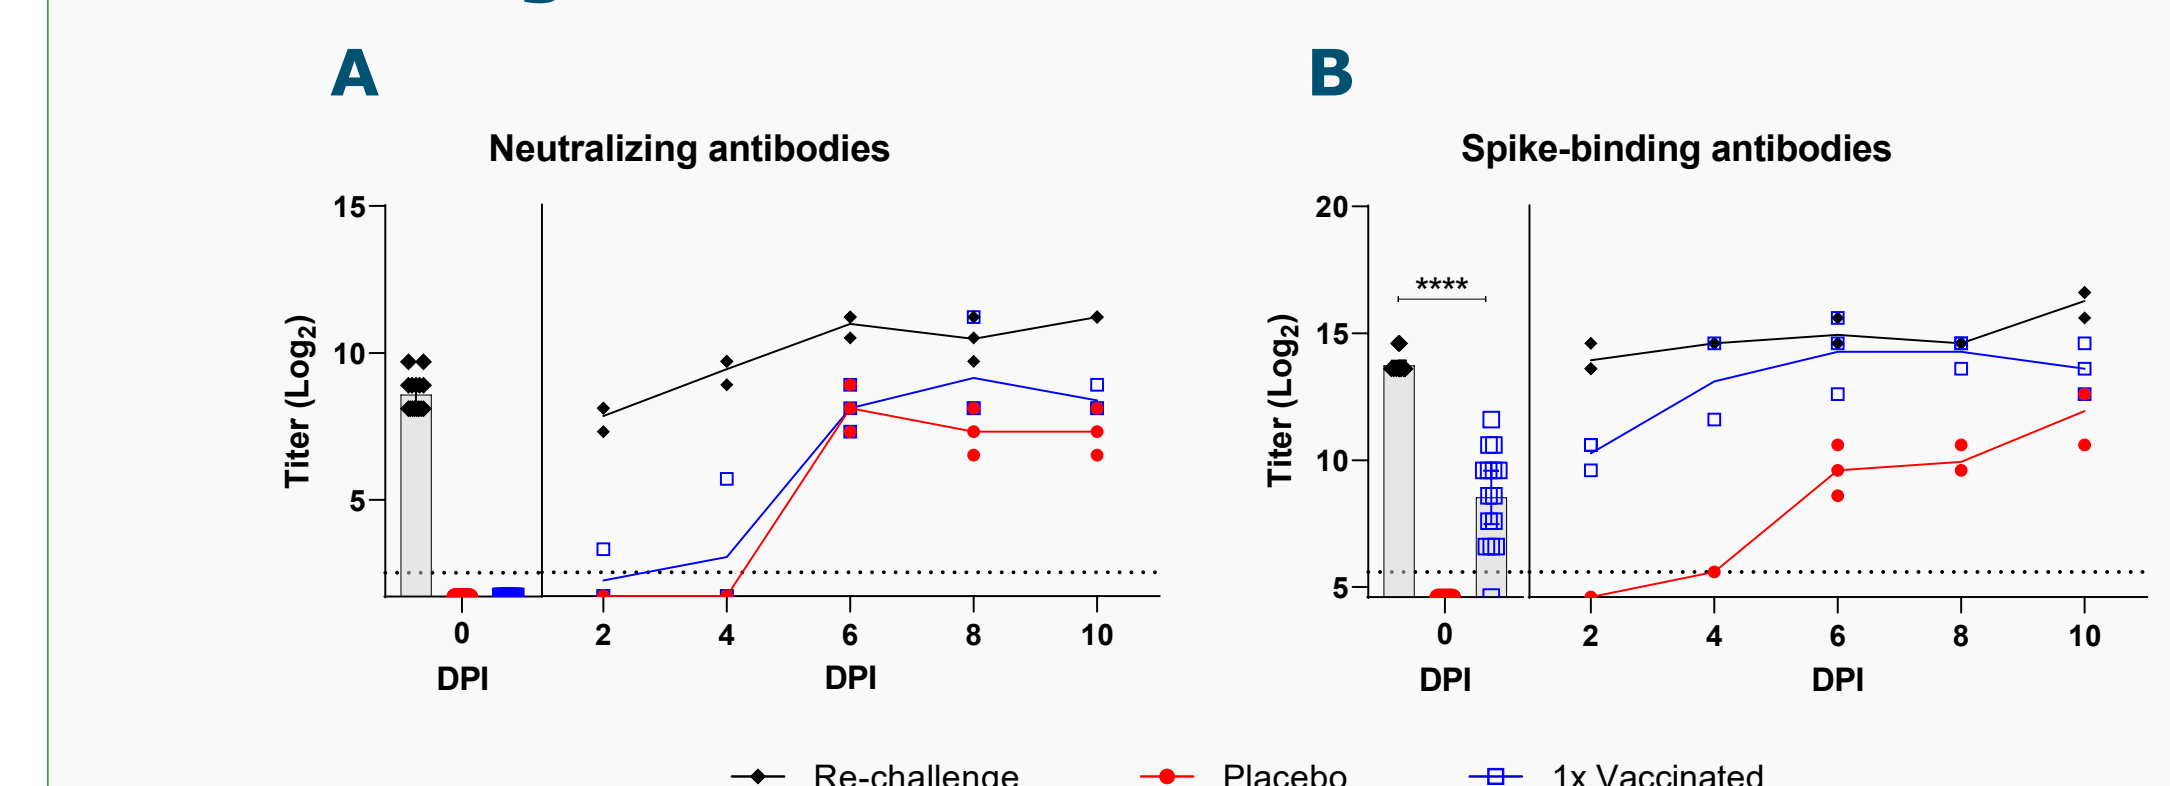 A
B
Neutralizing antibodies
Spike-binding antibodies
15
10
5
Titer (Log2)
0
2
4
6
8
10
DPI
DPI
20
15
10
5
Titer (Log2)
****
0
2
4
6
8
10
DPI
DPI
Re-challenge
Placebo
1x Vaccinated